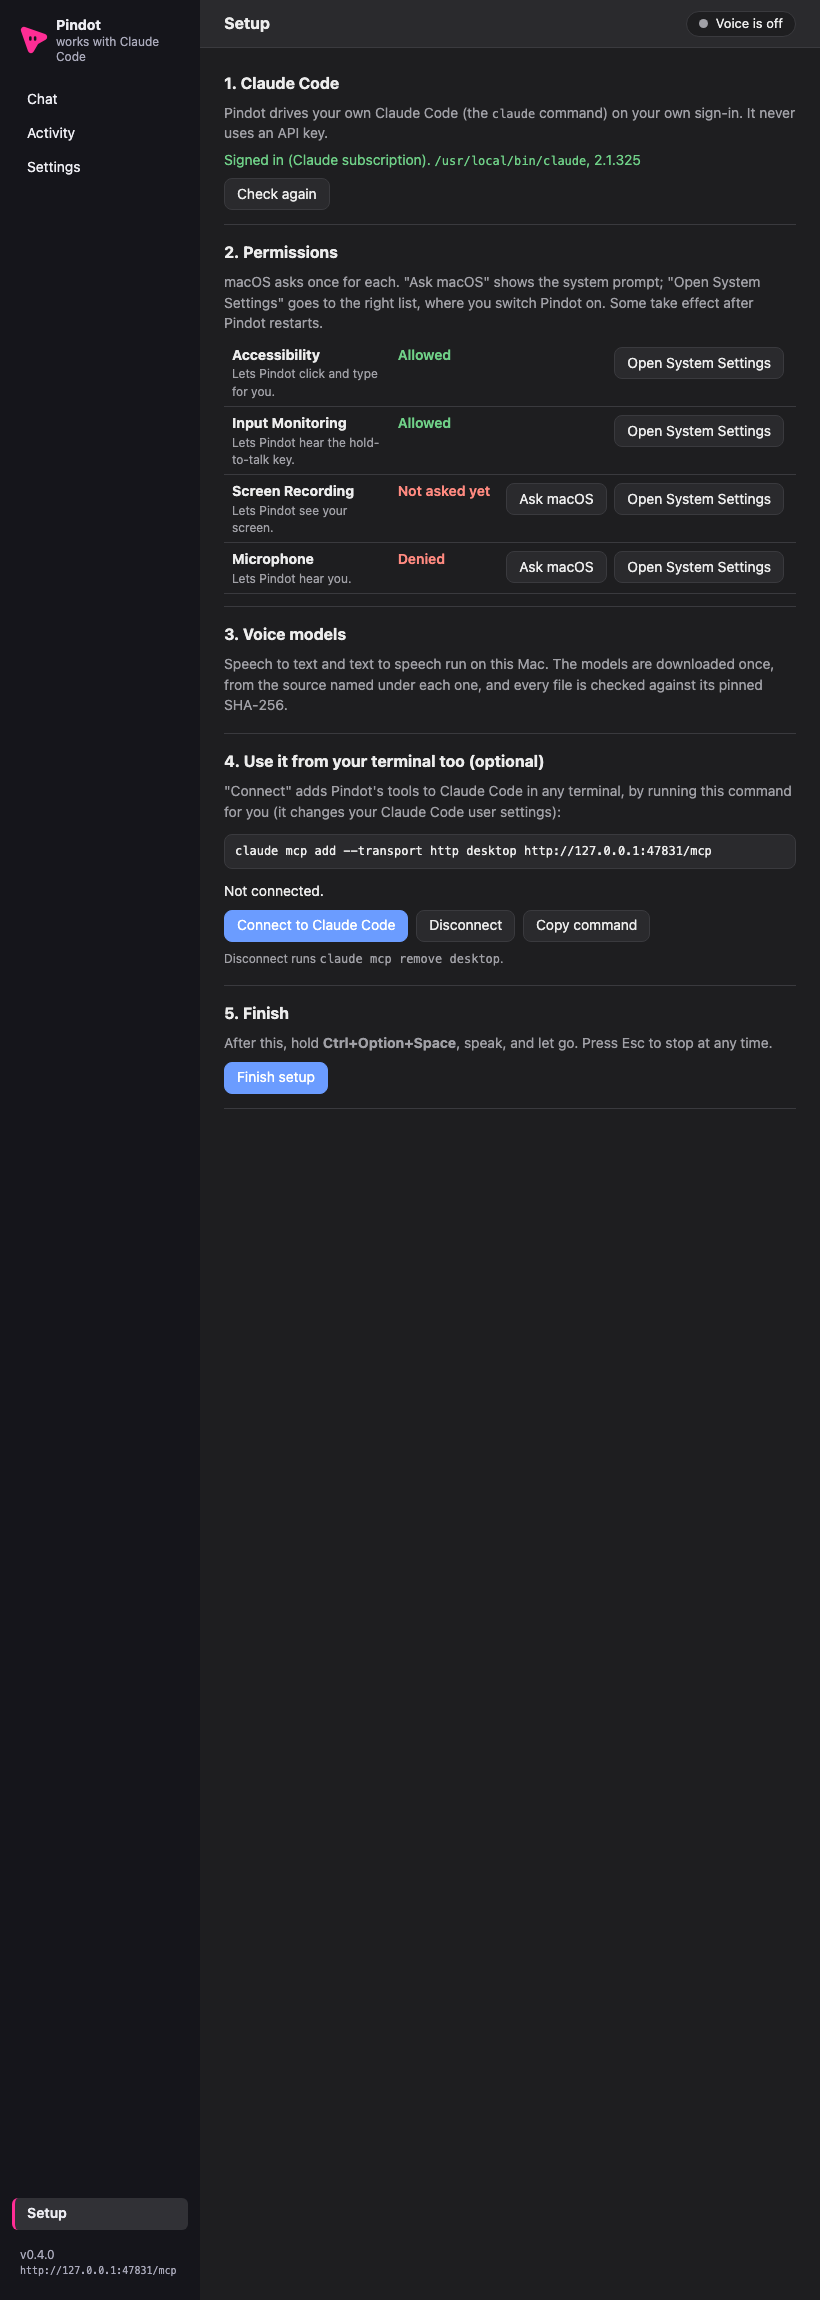 Pindot
works with Claude
Code
Chat
Activity
Settings
Setup
Voice is off
1. Claude Code
Pindot drives your own Claude Code (the claude command) on your own sign-in. It never
uses an API key.
Signed in (Claude subscription). /usr/local/bin/claude, 2.1.325
Check again
2. Permissions
macOS asks once for each. "Ask macOS" shows the system prompt; "Open System
Settings" goes to the right list, where you switch Pindot on. Some take effect after
Pindot restarts.
Accessibility
Lets Pindot click and type
for you.
Allowed
Open System Settings
Input Monitoring
Lets Pindot hear the hold-
to-talk key.
Allowed
Open System Settings
Screen Recording
Lets Pindot see your
screen.
Not asked yet
Ask macOS
Open System Settings
Microphone
Lets Pindot hear you.
Denied
Ask macOS
Open System Settings
3. Voice models
Speech to text and text to speech run on this Mac. The models are downloaded once,
from the source named under each one, and every file is checked against its pinned
SHA-256.
4. Use it from your terminal too (optional)
"Connect" adds Pindot's tools to Claude Code in any terminal, by running this command
for you (it changes your Claude Code user settings):
claude mcp add --transport http desktop http://127.0.0.1:47831/mcp
Not connected.
Connect to Claude Code
Disconnect
Copy command
Disconnect runs claude mcp remove desktop.
5. Finish
After this, hold Ctrl+Option+Space, speak, and let go. Press Esc to stop at any time.
Finish setup
Setup
v0.4.0
http://127.0.0.1:47831/mcp